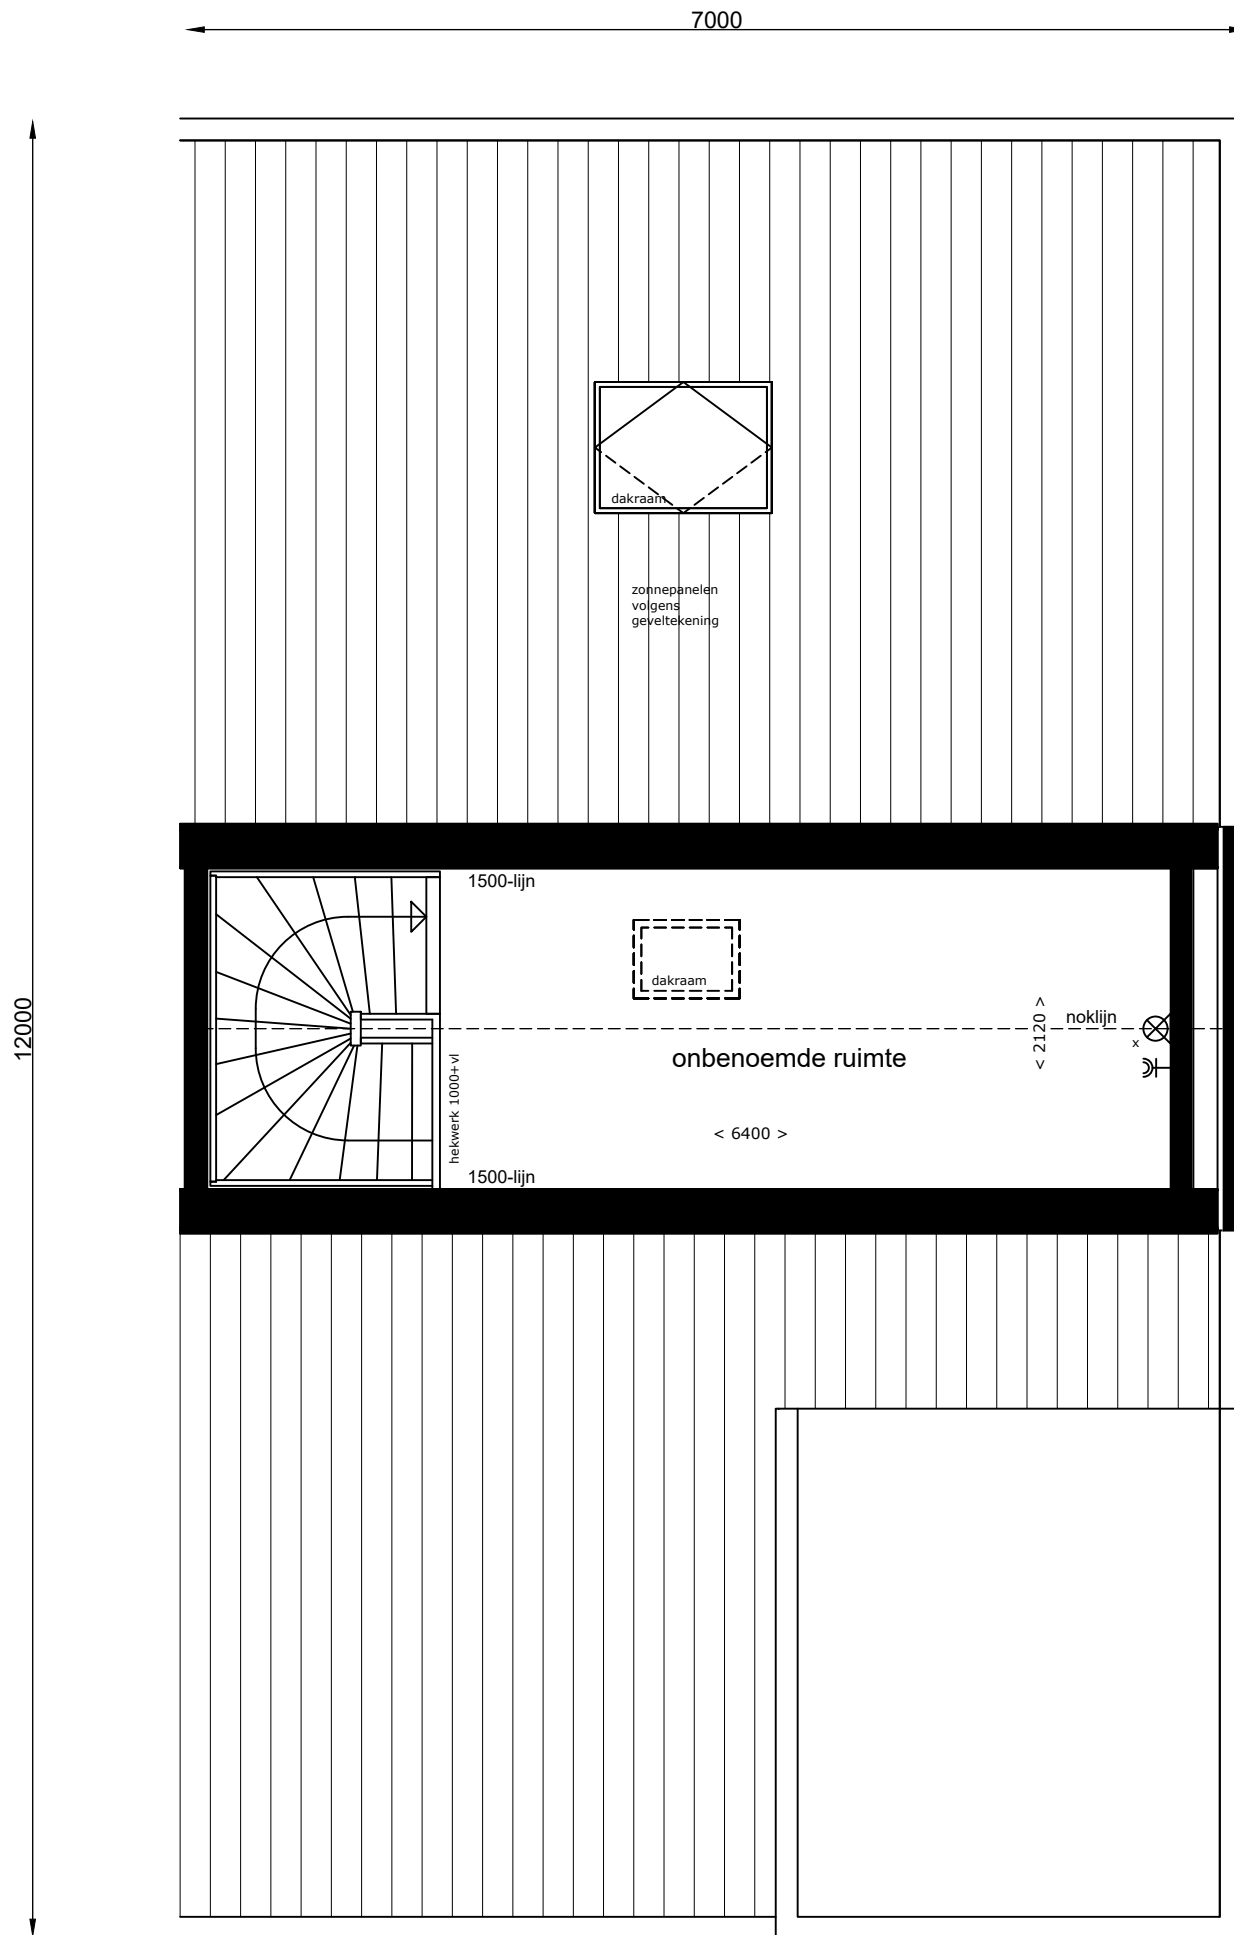 7000
12000
dakraam
zonnepanelen
volgens
geveltekening
1500-lijn
dakraam
noklijn
< 2120 >
x
onbenoemde ruimte
hekwerk 1000+vl
< 6400 >
1500-lijn